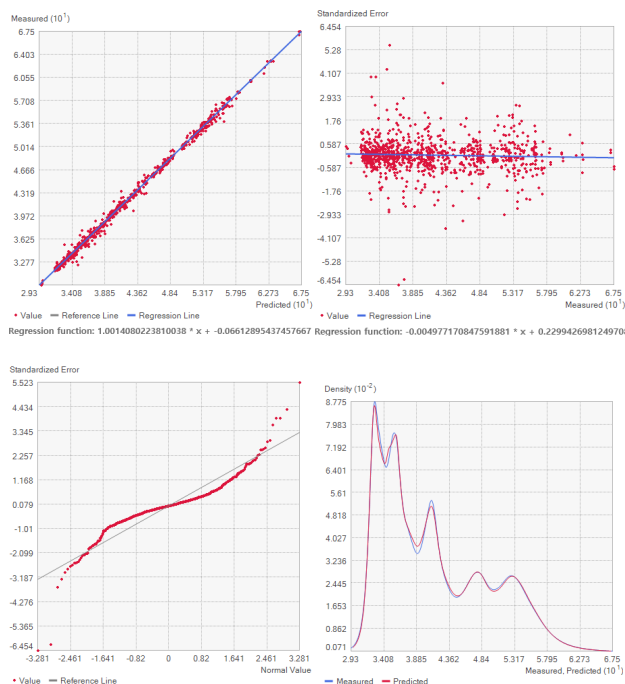 Measured (10¹)
6.75
6.403
6.055
5.708
5.361
5.014
4.666
4.319
3.972
3.625
3.277
2.93 3.408 3.885 4.362 4.84 5.317 5.795 6.273 6.75
Predicted (10¹)
Value Reference Line Regression Line
Regression function: 1.0014080223810038 * x + -0.06612895437457667
Standardized Error
6.454
5.28
4.107
2.933
1.76
0.587
-0.587
-1.76
-2.933
-4.107
-5.28
-6.454
2.93 3.408 3.885 4.362 4.84 5.317 5.795 6.273 6.75
Measured (10¹)
Value Regression Line
Regression function: -0.004977170847591881 * x + 0.229942698124970
Standardized Error
5.523
4.434
3.345
2.257
1.168
0.079
-1.01
-2.099
-3.187
-4.276
-5.365
-6.454
-3.281 -2.461 -1.641 -0.82 0 0.82 1.641 2.461 3.281
Normal Value
Value Reference Line
Density (10⁻²)
8.775
7.983
7.192
6.401
5.61
4.818
4.027
3.236
2.445
1.653
0.862
0.071
2.93 3.408 3.885 4.362 4.84 5.317 5.795 6.273 6.75
Measured, Predicted (10¹)
Measured Predicted